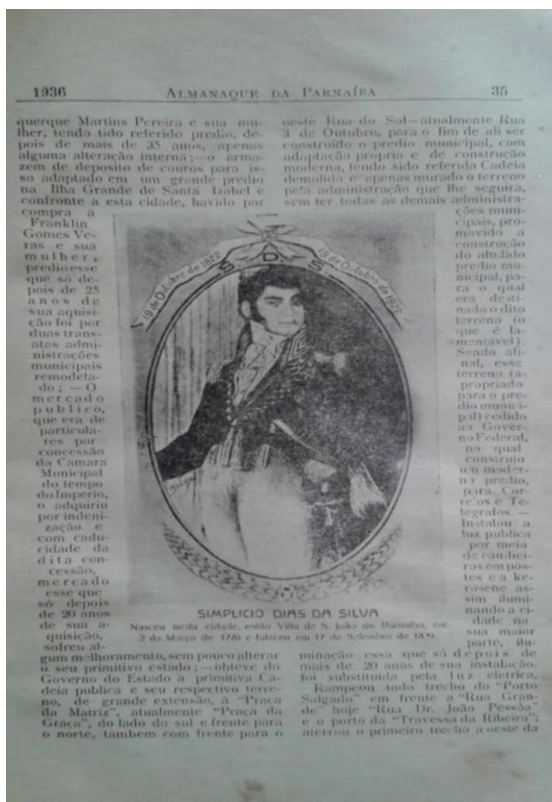 1936 ALMANAQUE DA PARNAÍBA 35
querque Martins Pereira e sua mu-
lher, tendo tido referido predio, de-
pois de mais de 35 anos, apenas
alguma alteração interna;—o arma-
zem de deposito de couros para is-
so adaptado em um grande predio
na Ilha Grande de Santa Izabel e
confronte a esta cidade, havido por
compra a
Franklin
Gomes Ve-
ras e sua
mulher,
predio esse
que só de-
pois de 25
anos de
sua aquisi-
ção foi por
duas trans-
atas admi-
nistrações
municipais
remodela-
do; — O
mercado
publico,
que era de
particula-
res por
concessão
da Camara
Municipal
do tempo
do Imperio,
o adquiriu
por indeni-
zação e
com cadu-
cidade da
dita con-
cessão,
mercado
esse que
só depois
de 20 anos
de sua a-
quisição,
sofreu al-
gum melhoramento, sem pouco alterar
o seu primitivo estado;—obteve do
Governo do Estado a primitiva Ca-
deia publica e seu respectivo terre-
no, de grande extensão, á "Praça
da Matriz", atualmente "Praça da
Graça", do lado do sul e frente para
o norte, tambem com frente para o
19 de Outubro de 1822
S. D. S.
19 de Outubro de
SIMPLICIO DIAS DA SILVA
Nasceu nesta cidade, então Vila de S. João da Parnaiba, em
2 de Março de e faleceu em 17 de Setembro de
oeste Rua do Sol—atualmente Rua
3 de Outubro, para o fim de ali ser
construido o predio municipal, com
adaptação propria e de construção
moderna, tendo sido referida Cadeia
demolida e apenas murado o terreno
pela administração que lhe seguira,
sem ter todas as demais administra-
ções muni-
cipais, pro-
movido a
construção
do aludido
predio mu-
nicipal, pa-
ra o qual
era desti-
nado o dito
terreno (o
que é la-
mentavel).
Sendo afi-
nal, esse
terreno (a-
propriado
para o pre-
dio munici-
pal) cedido
ao Gover-
no Federal,
no qual
construiu
um moder-
no predio,
para Cor-
reios e Te-
legrafos. —
Instalou a
luz publica
por meio
de candiei-
ros em pos-
tes e a ke-
rosene as-
sim ilumi-
nando a ci-
dade na
sua maior
parte, ilu-
minação essa que só depois de
mais de 20 anos de sua instalação,
foi substituida pela luz eletrica,
Rampeou todo trecho do "Porto
Salgado" em frente a "Rua Gran-
de" hoje "Rua Dr. João Pessôa"
e o porto da "Travessa da Ribeira";
aterrou o primeiro trecho a oeste da